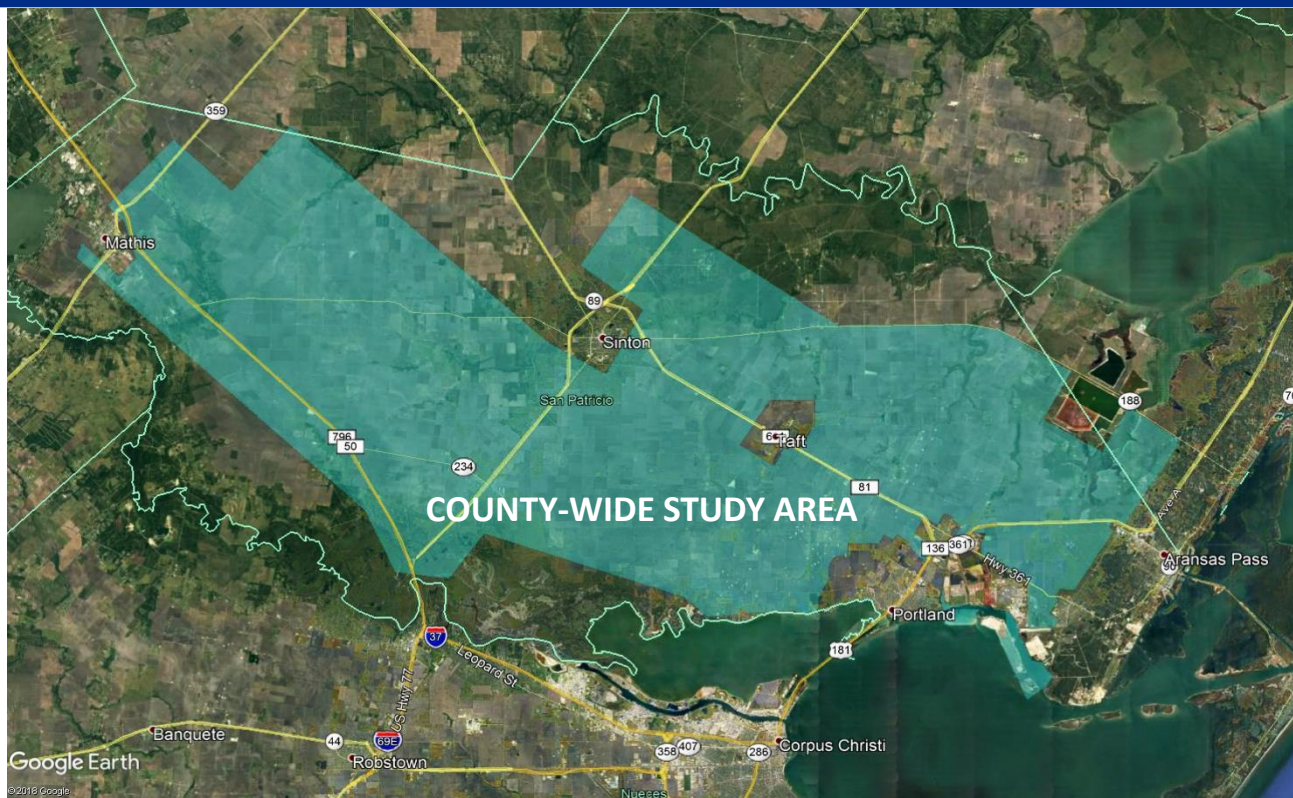 359
Mathis
89
Sinton
San Patricio
188
Taft
796
50
234
81
COUNTY-WIDE STUDY AREA
Ave A
136
361
Hwy 361
Aransas Pass
Portland
37
181
Leopard St
US Hwy 77
Banquete
44
69E
Robstown
358
407
286
Corpus Christi
Nueces
Google Earth
©2018 Google